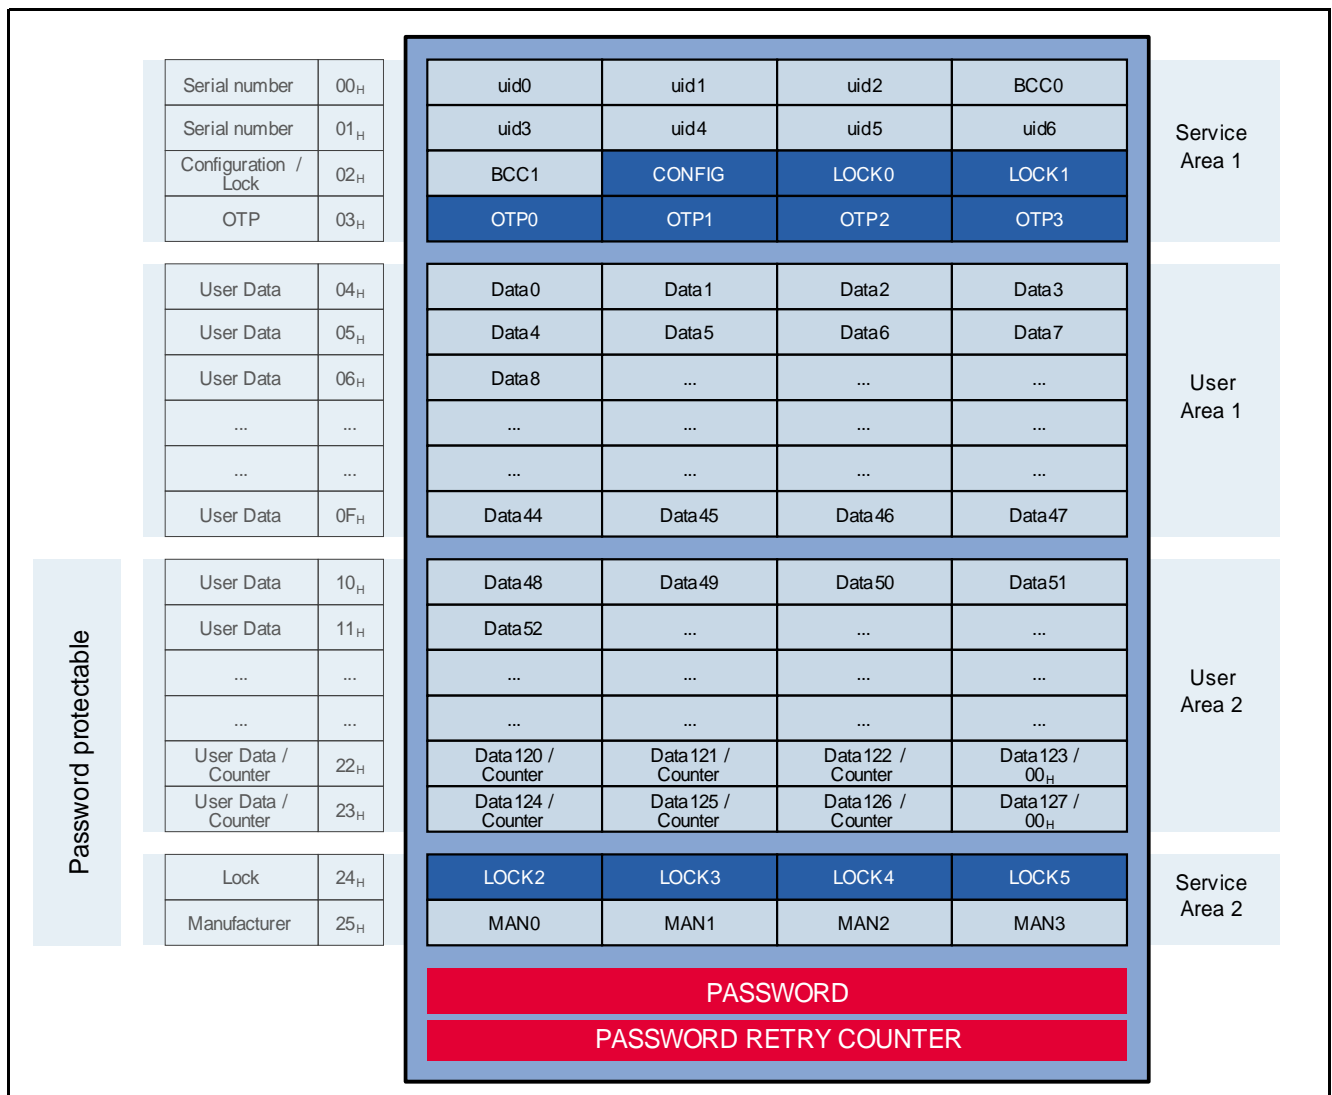 Serial number 00H uid0 uid1 uid2 BCC0
Serial number 01H uid3 uid4 uid5 uid6
Service
Area 1
Configuration /
Lock 02H BCC1 CONFIG LOCK0 LOCK1
OTP 03H OTP0 OTP1 OTP2 OTP3
User Data 04H Data0 Data1 Data2 Data3
User Data 05H Data4 Data5 Data6 Data7
User Data 06H Data8 ... ... ...
User
Area 1
... ... ... ... ... ...
... ... ... ... ... ...
User Data 0FH Data44 Data45 Data46 Data47
Password protectable
User Data 10H Data48 Data49 Data50 Data51
User Data 11H Data52 ... ... ...
... ... ... ... ... ...
User
Area 2
... ... ... ... ... ...
User Data / Data120 / Data121 / Data122 / Data123 /
Counter 22H Counter Counter Counter 00H
User Data / Data124 / Data125 / Data126 / Data127 /
Counter 23H Counter Counter Counter 00H
Lock 24H LOCK2 LOCK3 LOCK4 LOCK5
Service
Area 2
Manufacturer 25H MAN0 MAN1 MAN2 MAN3
PASSWORD
PASSWORD RETRY COUNTER